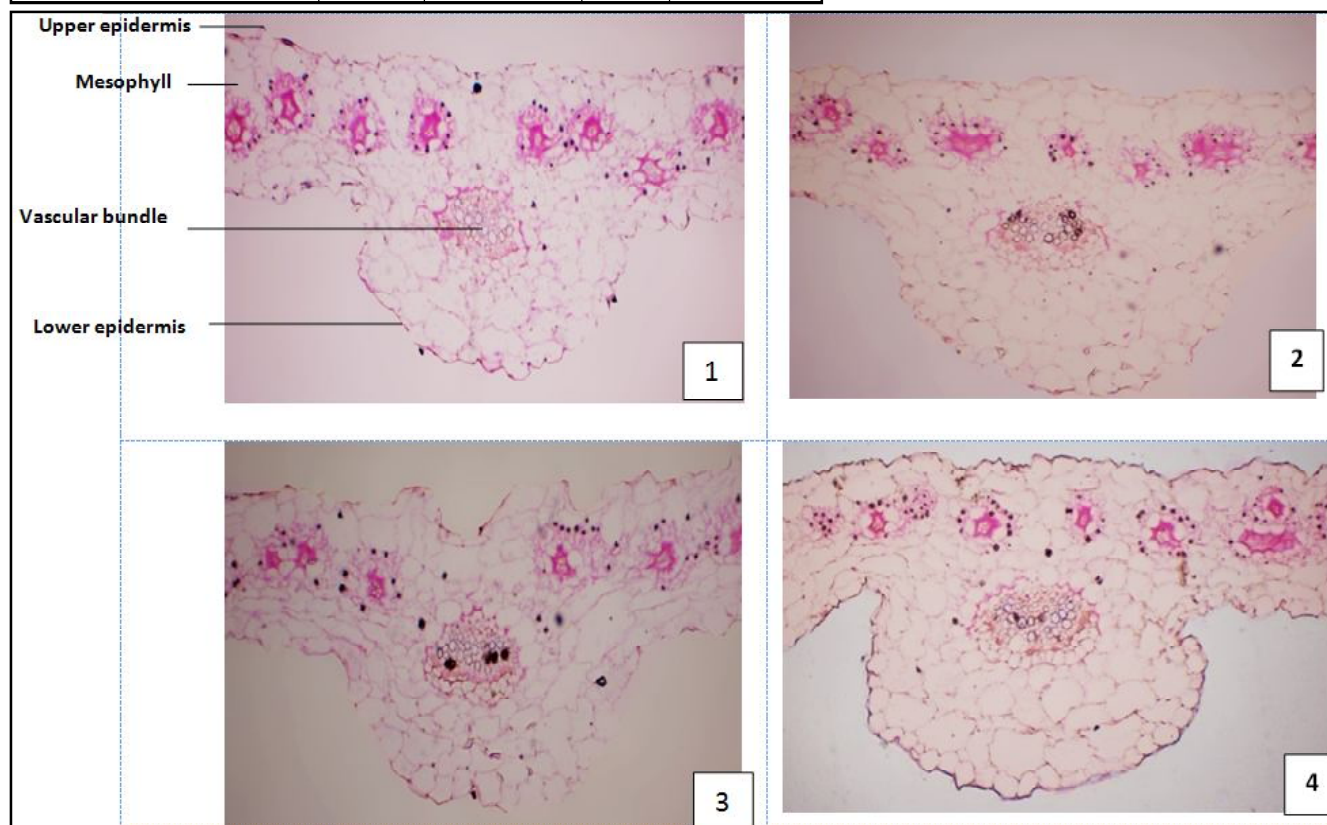 Upper epidermis
Mesophyll
Vascular bundle
Lower epidermis
1
2
3
4